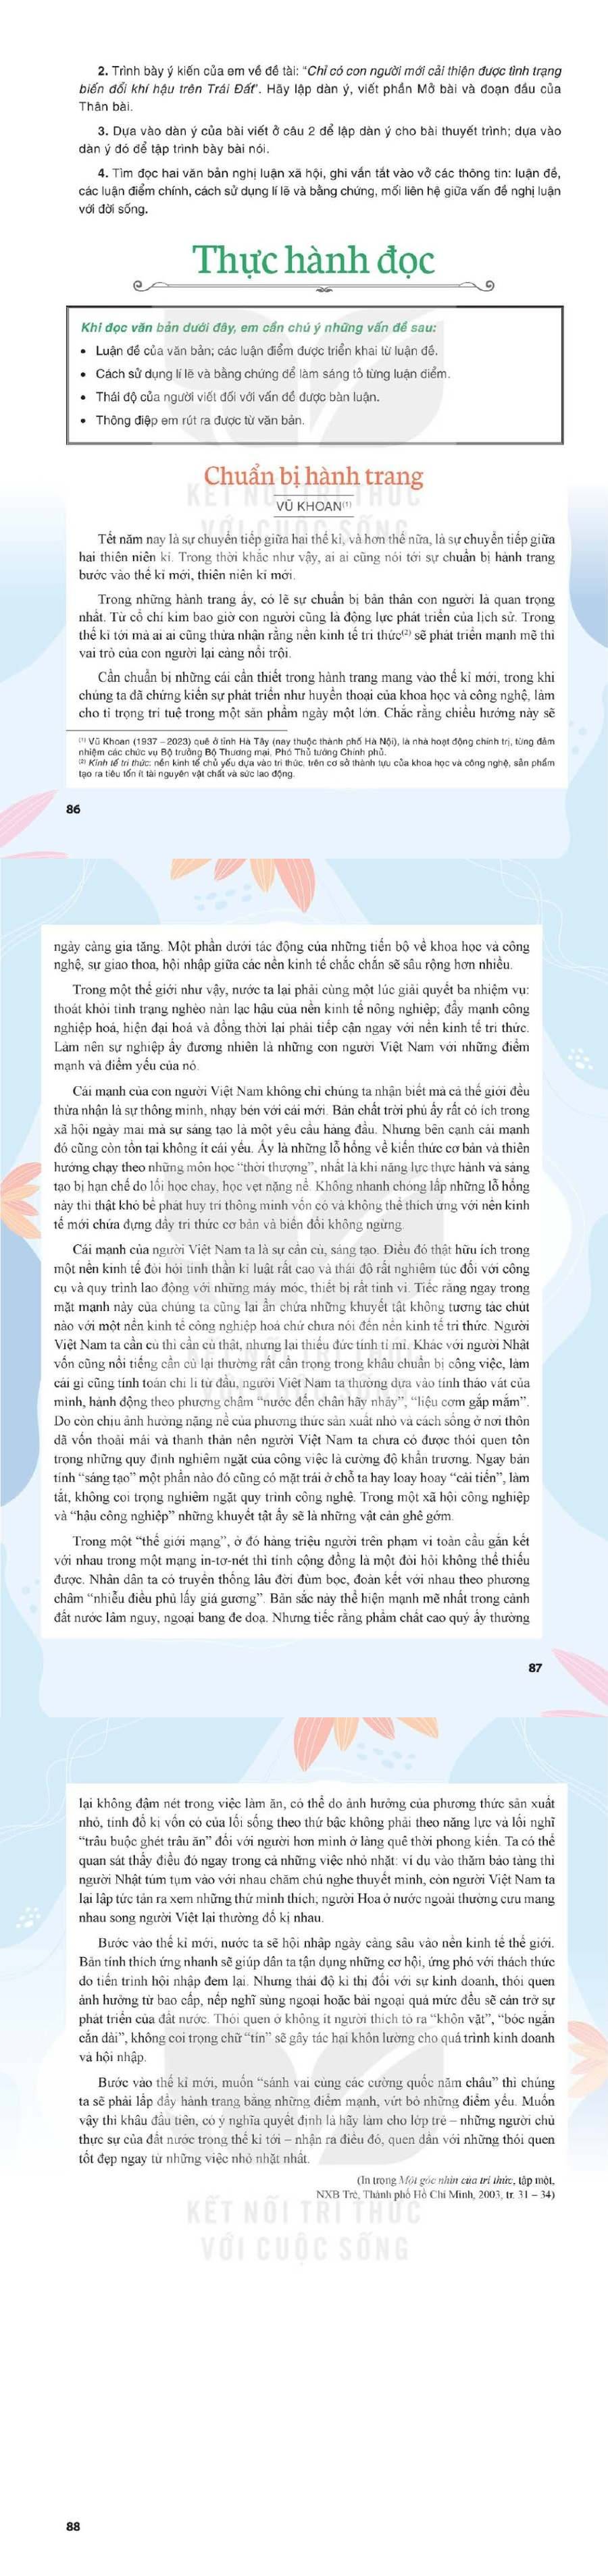 2. Trình bày ý kiến của em về đề tài: “Chỉ có con người mới cải thiện được tình trạng
biến đổi khí hậu trên Trái Đất”. Hãy lập dàn ý, viết phần Mở bài và đoạn đầu của
Thân bài.
3. Dựa vào dàn ý của bài viết ở câu 2 để lập dàn ý cho bài thuyết trình; dựa vào
dàn ý đó để tập trình bày bài nói.
4. Tìm đọc hai văn bản nghị luận xã hội, ghi vắn tắt vào vở các thông tin: luận đề,
các luận điểm chính, cách sử dụng lí lẽ và bằng chứng, mối liên hệ giữa vấn đề nghị luận
với đời sống.
Thực hành đọc
Khi đọc văn bản dưới đây, em cần chú ý những vấn đề sau:
• Luận đề của văn bản; các luận điểm được triển khai từ luận đề.
• Cách sử dụng lí lẽ và bằng chứng để làm sáng tỏ từng luận điểm.
• Thái độ của người viết đối với vấn đề được bàn luận.
• Thông điệp em rút ra được từ văn bản.
Chuẩn bị hành trang
VŨ KHOAN(1)
Tết năm nay là sự chuyển tiếp giữa hai thế kỉ, và hơn thế nữa, là sự chuyển tiếp giữa
hai thiên niên kỉ. Trong thời khắc như vậy, ai ai cũng nói tới sự chuẩn bị hành trang
bước vào thế kỉ mới, thiên niên kỉ mới.
Trong những hành trang ấy, có lẽ sự chuẩn bị bản thân con người là quan trọng
nhất. Từ cổ chí kim bao giờ con người cũng là động lực phát triển của lịch sử. Trong
thế kỉ tới mà ai ai cũng thừa nhận rằng nền kinh tế tri thức(2) sẽ phát triển mạnh mẽ thì
vai trò của con người lại càng nổi trội.
Cần chuẩn bị những cái cần thiết trong hành trang mang vào thế kỉ mới, trong khi
chúng ta đã chứng kiến sự phát triển như huyền thoại của khoa học và công nghệ, làm
cho tỉ trọng trí tuệ trong một sản phẩm ngày một lớn. Chắc rằng chiều hướng này sẽ
(1) Vũ Khoan (1937 – 2023) quê ở tỉnh Hà Tây (nay thuộc thành phố Hà Nội), là nhà hoạt động chính trị, từng đảm
nhiệm các chức vụ Bộ trưởng Bộ Thương mại, Phó Thủ tướng Chính phủ.
(2) Kinh tế tri thức: nền kinh tế chủ yếu dựa vào tri thức, trên cơ sở thành tựu của khoa học và công nghệ, sản phẩm
tạo ra tiêu tốn ít tài nguyên vật chất và sức lao động.
86
ngày càng gia tăng. Một phần dưới tác động của những tiến bộ về khoa học và công
nghệ, sự giao thoa, hội nhập giữa các nền kinh tế chắc chắn sẽ sâu rộng hơn nhiều.
Trong một thế giới như vậy, nước ta lại phải cùng một lúc giải quyết ba nhiệm vụ:
thoát khỏi tình trạng nghèo nàn lạc hậu của nền kinh tế nông nghiệp; đẩy mạnh công
nghiệp hoá, hiện đại hoá và đồng thời lại phải tiếp cận ngay với nền kinh tế tri thức.
Làm nên sự nghiệp ấy đương nhiên là những con người Việt Nam với những điểm
mạnh và điểm yếu của nó.
Cái mạnh của con người Việt Nam không chỉ chúng ta nhận biết mà cả thế giới đều
thừa nhận là sự thông minh, nhạy bén với cái mới. Bản chất trời phú ấy rất có ích trong
xã hội ngày mai mà sự sáng tạo là một yêu cầu hàng đầu. Nhưng bên cạnh cái mạnh
đó cũng còn tồn tại không ít cái yếu. Ấy là những lỗ hổng về kiến thức cơ bản và thiên
hướng chạy theo những môn học “thời thượng”, nhất là khi năng lực thực hành và sáng
tạo bị hạn chế do lối học chay, học vẹt nặng nề. Không nhanh chóng lấp những lỗ hổng
này thì thật khó bề phát huy trí thông minh vốn có và không thể thích ứng với nền kinh
tế mới chứa đựng đầy tri thức cơ bản và biến đổi không ngừng.
Cái mạnh của người Việt Nam ta là sự cần cù, sáng tạo. Điều đó thật hữu ích trong
một nền kinh tế đòi hỏi tinh thần kỉ luật rất cao và thái độ rất nghiêm túc đối với công
cụ và quy trình lao động với những máy móc, thiết bị rất tinh vi. Tiếc rằng ngay trong
mặt mạnh này của chúng ta cũng lại ẩn chứa những khuyết tật không tương tác chút
nào với một nền kinh tế công nghiệp hoá chứ chưa nói đến nền kinh tế tri thức. Người
Việt Nam ta cần cù thì cần cù thật, nhưng lại thiếu đức tính tỉ mỉ. Khác với người Nhật
vốn cũng nổi tiếng cần cù lại thường rất cẩn trọng trong khâu chuẩn bị công việc, làm
cái gì cũng tính toán chi li từ đầu, người Việt Nam ta thường dựa vào tính tháo vát của
mình, hành động theo phương châm “nước đến chân hãy nhảy”, “liệu cơm gắp mắm”.
Do còn chịu ảnh hưởng nặng nề của phương thức sản xuất nhỏ và cách sống ở nơi thôn
dã vốn thoải mái và thanh thản nên người Việt Nam ta chưa có được thói quen tôn
trọng những quy định nghiêm ngặt của công việc là cường độ khẩn trương. Ngay bản
tính “sáng tạo” một phần nào đó cũng có mặt trái ở chỗ ta hay loay hoay “cải tiến”, làm
tắt, không coi trọng nghiêm ngặt quy trình công nghệ. Trong một xã hội công nghiệp
và “hậu công nghiệp” những khuyết tật ấy sẽ là những vật cản ghê gớm.
Trong một “thế giới mạng”, ở đó hàng triệu người trên phạm vi toàn cầu gắn kết
với nhau trong một mạng in-tơ-nét thì tính cộng đồng là một đòi hỏi không thể thiếu
được. Nhân dân ta có truyền thống lâu đời đùm bọc, đoàn kết với nhau theo phương
châm “nhiễu điều phủ lấy giá gương”. Bản sắc này thể hiện mạnh mẽ nhất trong cảnh
đất nước lâm nguy, ngoại bang đe doạ. Nhưng tiếc rằng phẩm chất cao quý ấy thường
87
lại không đậm nét trong việc làm ăn, có thể do ảnh hưởng của phương thức sản xuất
nhỏ, tính đố kị vốn có của lối sống theo thứ bậc không phải theo năng lực và lối nghĩ
“trâu buộc ghét trâu ăn” đối với người hơn mình ở làng quê thời phong kiến. Ta có thể
quan sát thấy điều đó ngay trong cả những việc nhỏ nhặt: ví dụ vào thăm bảo tàng thì
người Nhật túm tụm vào với nhau chăm chú nghe thuyết minh, còn người Việt Nam ta
lại lập tức tản ra xem những thứ mình thích; người Hoa ở nước ngoài thường cưu mang
nhau song người Việt lại thường đố kị nhau.
Bước vào thế kỉ mới, nước ta sẽ hội nhập ngày càng sâu vào nền kinh tế thế giới.
Bản tính thích ứng nhanh sẽ giúp dân ta tận dụng những cơ hội, ứng phó với thách thức
do tiến trình hội nhập đem lại. Nhưng thái độ kì thị đối với sự kinh doanh, thói quen
ảnh hưởng từ bao cấp, nếp nghĩ sùng ngoại hoặc bài ngoại quá mức đều sẽ cản trở sự
phát triển của đất nước. Thói quen ở không ít người thích tỏ ra “khôn vặt”, “bóc ngắn
cắn dài”, không coi trọng chữ “tín” sẽ gây tác hại khôn lường cho quá trình kinh doanh
và hội nhập.
Bước vào thế kỉ mới, muốn “sánh vai cùng các cường quốc năm châu” thì chúng
ta sẽ phải lấp đầy hành trang bằng những điểm mạnh, vứt bỏ những điểm yếu. Muốn
vậy thì khâu đầu tiên, có ý nghĩa quyết định là hãy làm cho lớp trẻ – những người chủ
thực sự của đất nước trong thế kỉ tới – nhận ra điều đó, quen dần với những thói quen
tốt đẹp ngay từ những việc nhỏ nhặt nhất.
(In trong Một góc nhìn của tri thức, tập một,
NXB Trẻ, Thành phố Hồ Chí Minh, 2003, tr. 31 – 34)
KẾT NỐI TRI THỨC
VỚI CUỘC SỐNG
88